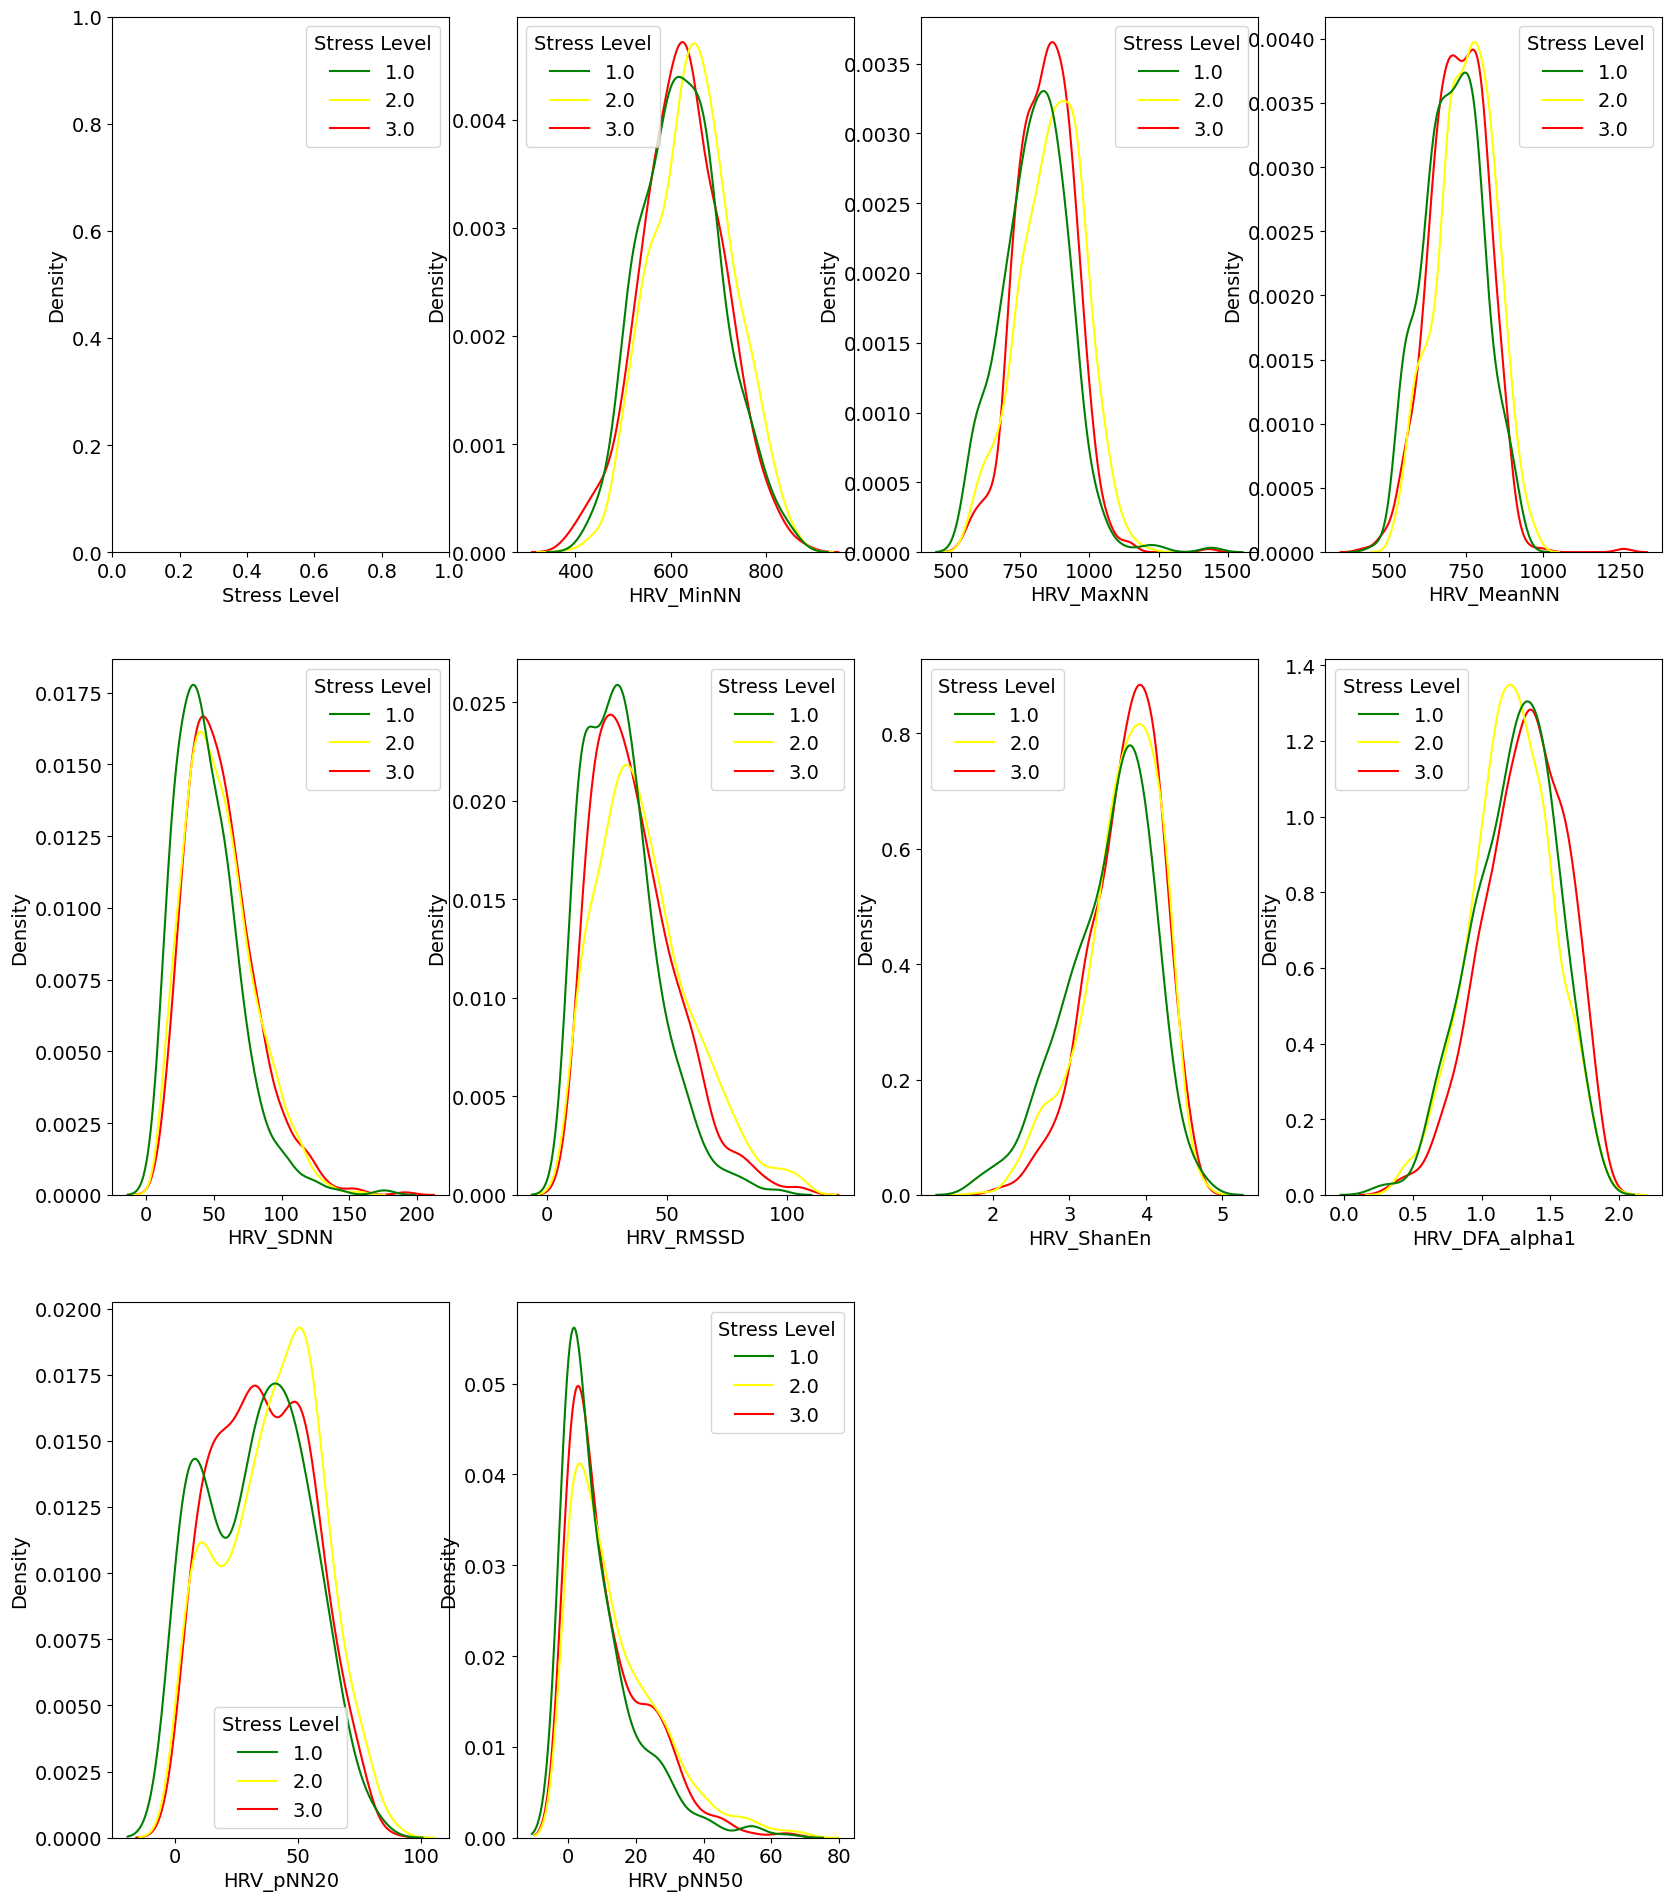 Stress Level
1.0
2.0
3.0
Density
1.0
0.8
0.6
0.4
0.2
0.0
0.0 0.2 0.4 0.6 0.8 1.0
Stress Level
Stress Level
1.0
2.0
3.0
Density
0.004
0.003
0.002
0.001
0.000
400 600 800
HRV_MinNN
Stress Level
1.0
2.0
3.0
Density
0.0035
0.0030
0.0025
0.0020
0.0015
0.0010
0.0005
0.0000
500 750 1000 1250 1500
HRV_MaxNN
Stress Level
1.0
2.0
3.0
Density
0.0040
0.0035
0.0030
0.0025
0.0020
0.0015
0.0010
0.0005
0.0000
500 750 1000 1250
HRV_MeanNN
Stress Level
1.0
2.0
3.0
Density
0.0175
0.0150
0.0125
0.0100
0.0075
0.0050
0.0025
0.0000
0 50 100 150 200
HRV_SDNN
Stress Level
1.0
2.0
3.0
Density
0.025
0.020
0.015
0.010
0.005
0.000
0 50 100
HRV_RMSSD
Stress Level
1.0
2.0
3.0
Density
0.8
0.6
0.4
0.2
0.0
2 3 4 5
HRV_ShanEn
Stress Level
1.0
2.0
3.0
Density
1.4
1.2
1.0
0.8
0.6
0.4
0.2
0.0
0.0 0.5 1.0 1.5 2.0
HRV_DFA_alpha1
Density
0.0200
0.0175
0.0150
0.0125
0.0100
0.0075
0.0050
0.0025
0.0000
Stress Level
1.0
2.0
3.0
0 50 100
HRV_pNN20
Stress Level
1.0
2.0
3.0
Density
0.05
0.04
0.03
0.02
0.01
0.00
0 20 40 60 80
HRV_pNN50